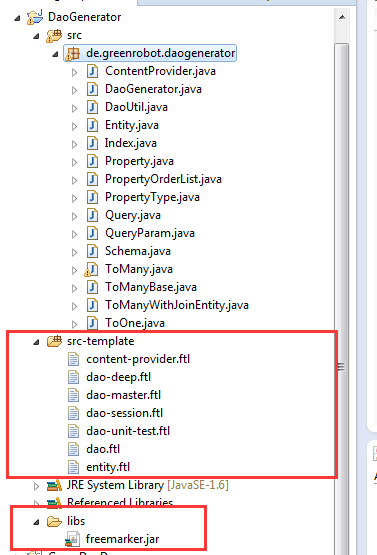 DaoGenerator
src
de.greenrobot.daogenerator
ContentProvider.java
DaoGenerator.java
DaoUtil.java
Entity.java
Index.java
Property.java
PropertyOrderList.java
PropertyType.java
Query.java
QueryParam.java
Schema.java
ToMany.java
ToManyBase.java
ToManyWithJoinEntity.java
ToOne.java
src-template
content-provider.ftl
dao-deep.ftl
dao-master.ftl
dao-session.ftl
dao-unit-test.ftl
dao.ftl
entity.ftl
JRE System Library [JavaSE-1.6]
Referenced Libraries
libs
freemarker.jar